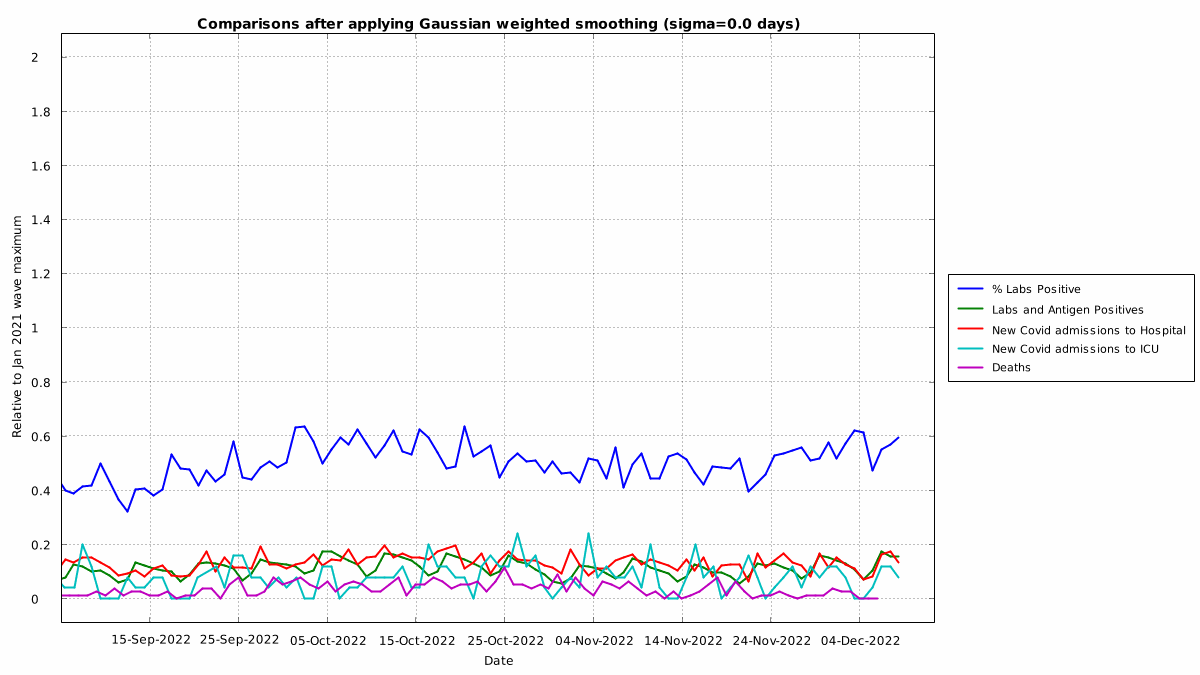 Comparisons after applying Gaussian weighted smoothing (sigma=0.0 days)
Relative to Jan 2021 wave maximum
2
1.8
1.6
1.4
1.2
1
0.8
0.6
0.4
0.2
0
15-Sep-2022 25-Sep-2022 05-Oct-2022 15-Oct-2022 25-Oct-2022 04-Nov-2022 14-Nov-2022 24-Nov-2022 04-Dec-2022
Date
% Labs Positive
Labs and Antigen Positives
New Covid admissions to Hospital
New Covid admissions to ICU
Deaths